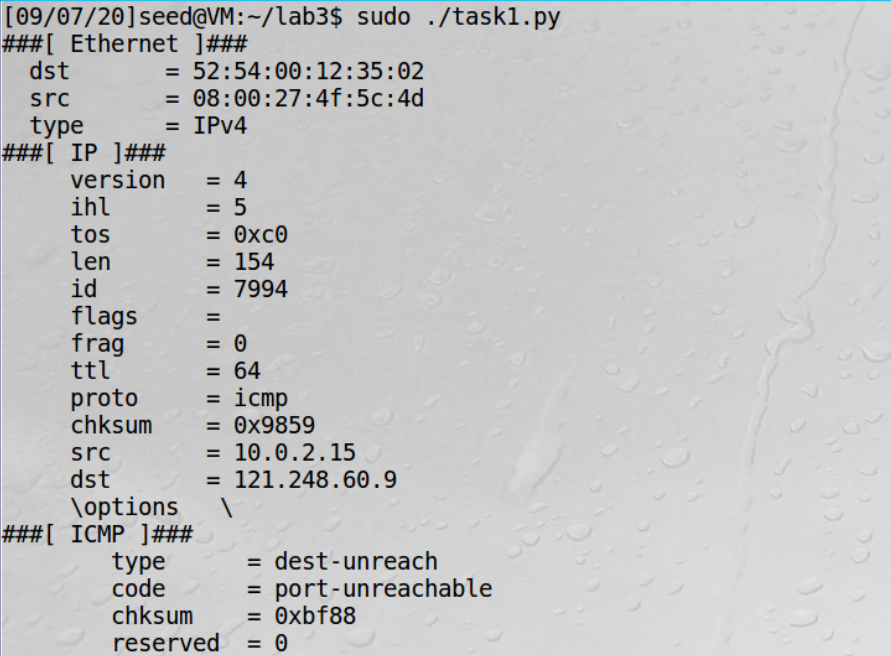 [09/07/20]seed@VM:~/lab3$ sudo ./task1.py
###[ Ethernet ]###
  dst       = 52:54:00:12:35:02
  src       = 08:00:27:4f:5c:4d
  type      = IPv4
###[ IP ]###
     version   = 4
     ihl       = 5
     tos       = 0xc0
     len       = 154
     id        = 7994
     flags     =
     frag      = 0
     ttl       = 64
     proto     = icmp
     chksum    = 0x9859
     src       = 10.0.2.15
     dst       = 121.248.60.9
     \options   \
###[ ICMP ]###
        type      = dest-unreach
        code      = port-unreachable
        chksum    = 0xbf88
        reserved  = 0